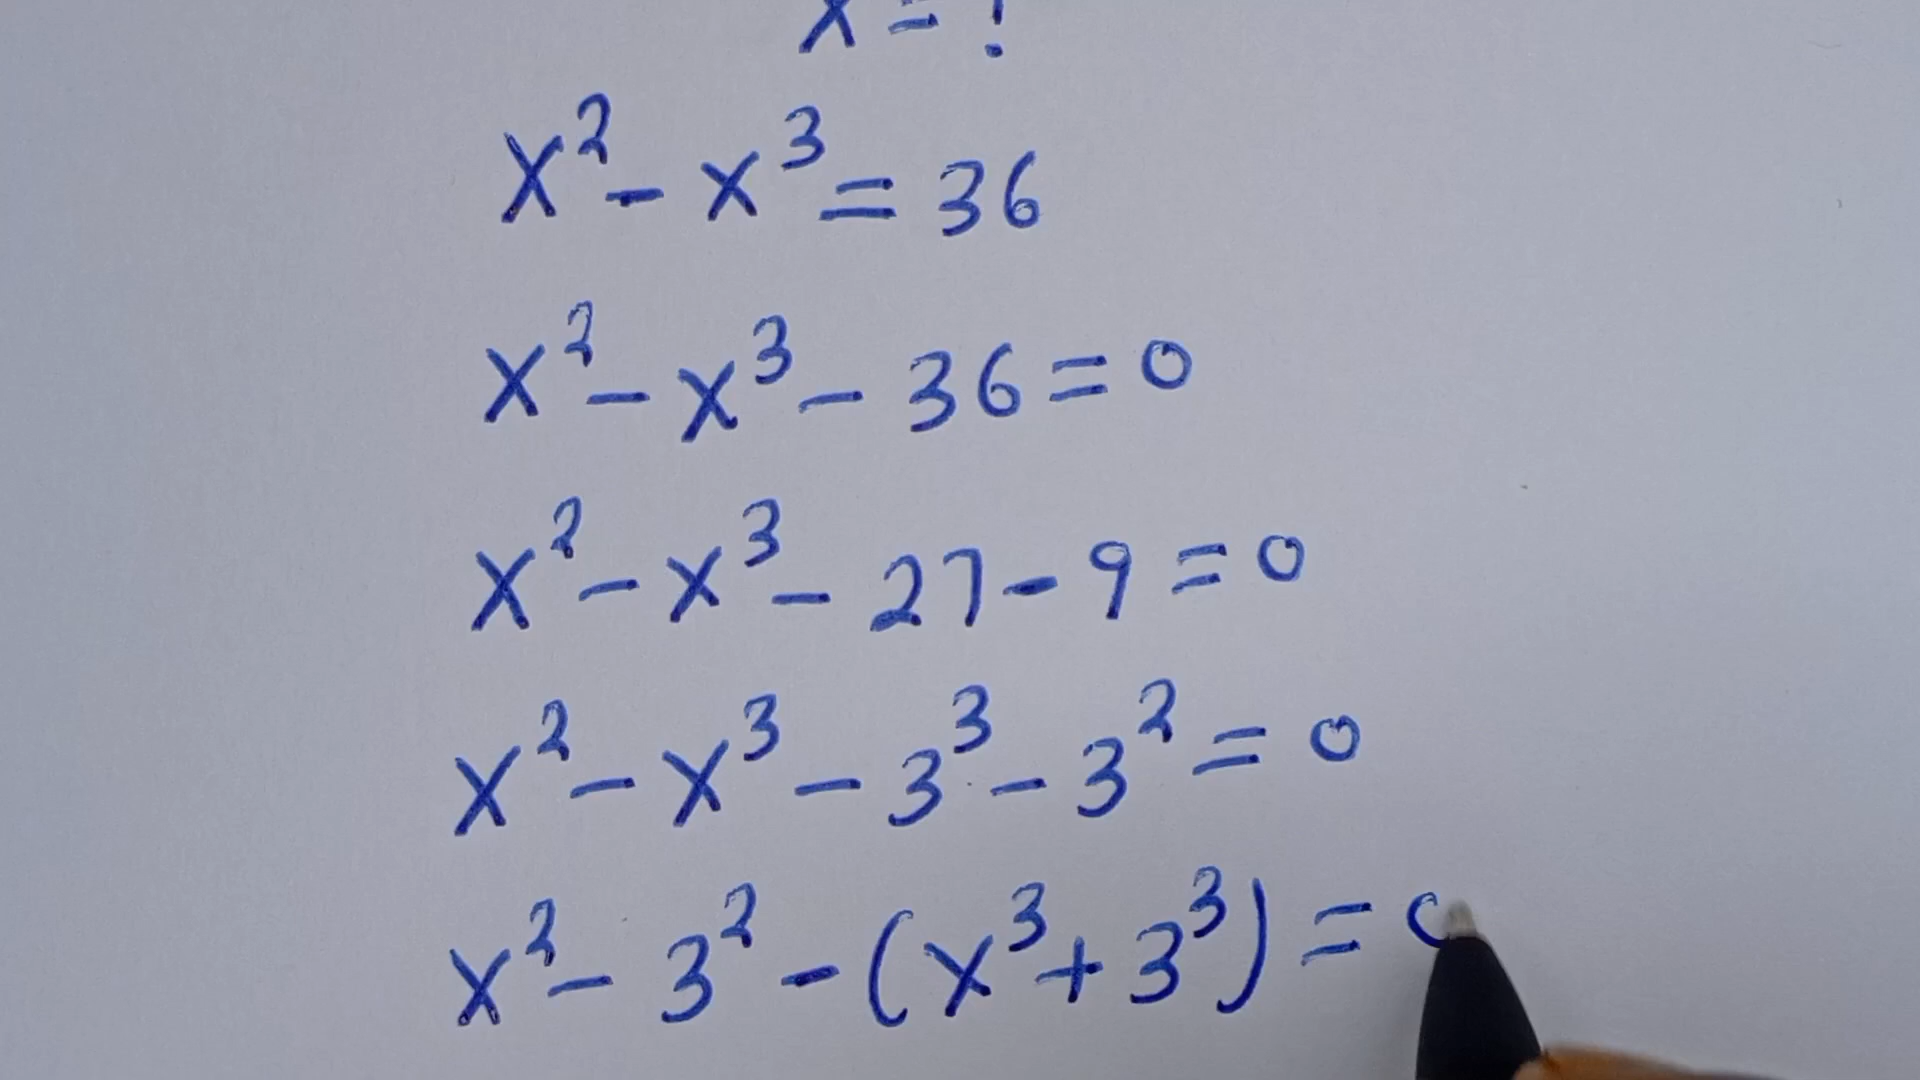 x = ?
x² - x³ = 36
x² - x³ - 36 = 0
x² - x³ - 27 - 9 = 0
x² - x³ - 3³ - 3² = 0
x² - 3² - (x³ + 3³) = 0